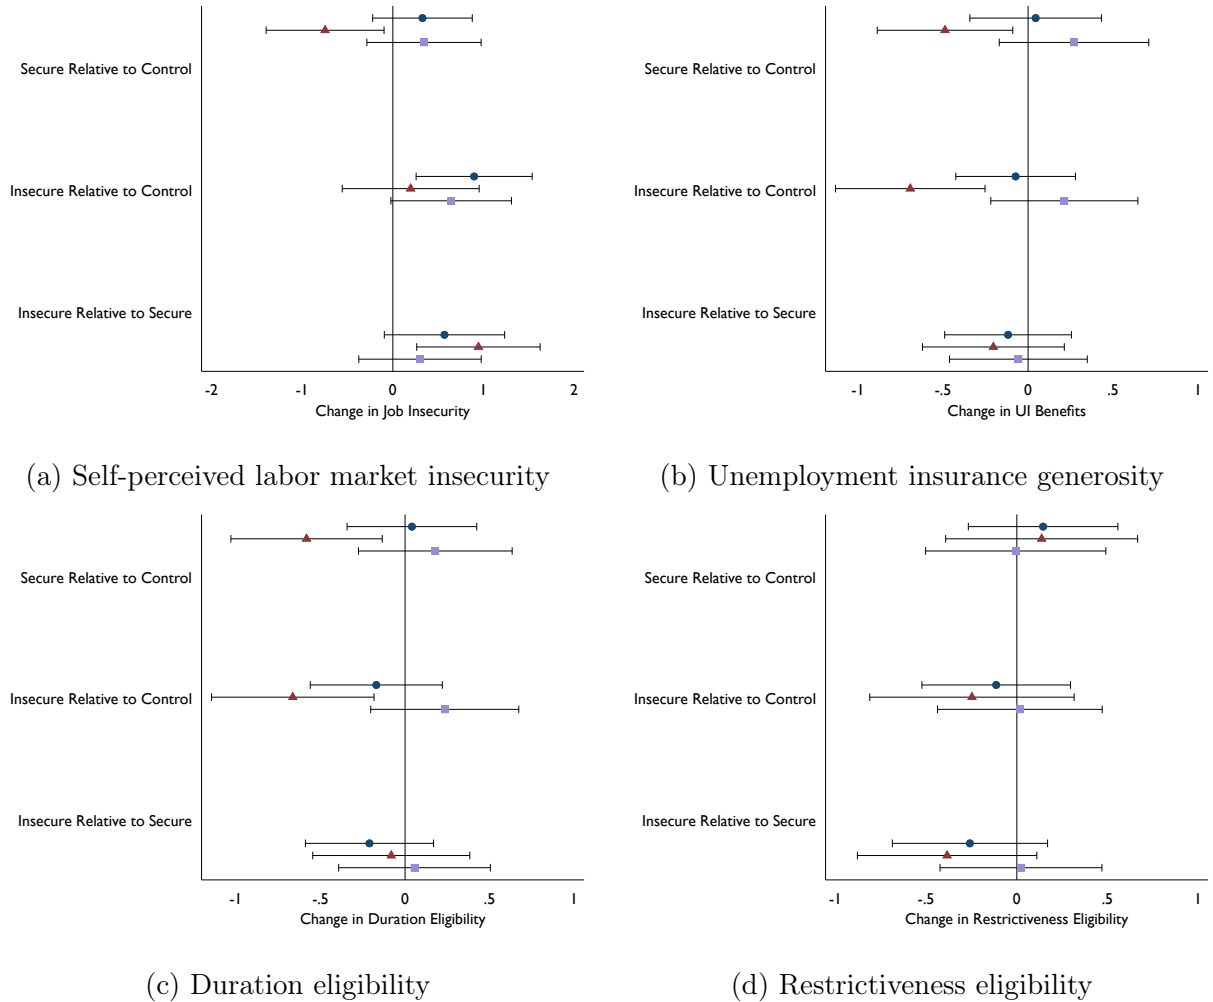 Secure Relative to Control
Insecure Relative to Control
Insecure Relative to Secure
-2 -1 0 1 2
Change in Job Insecurity
(a) Self-perceived labor market insecurity
Secure Relative to Control
Insecure Relative to Control
Insecure Relative to Secure
-1 -.5 0 .5 1
Change in UI Benefits
(b) Unemployment insurance generosity
Secure Relative to Control
Insecure Relative to Control
Insecure Relative to Secure
-1 -.5 0 .5 1
Change in Duration Eligibility
(c) Duration eligibility
Secure Relative to Control
Insecure Relative to Control
Insecure Relative to Secure
-1 -.5 0 .5 1
Change in Restrictiveness Eligibility
(d) Restrictiveness eligibility